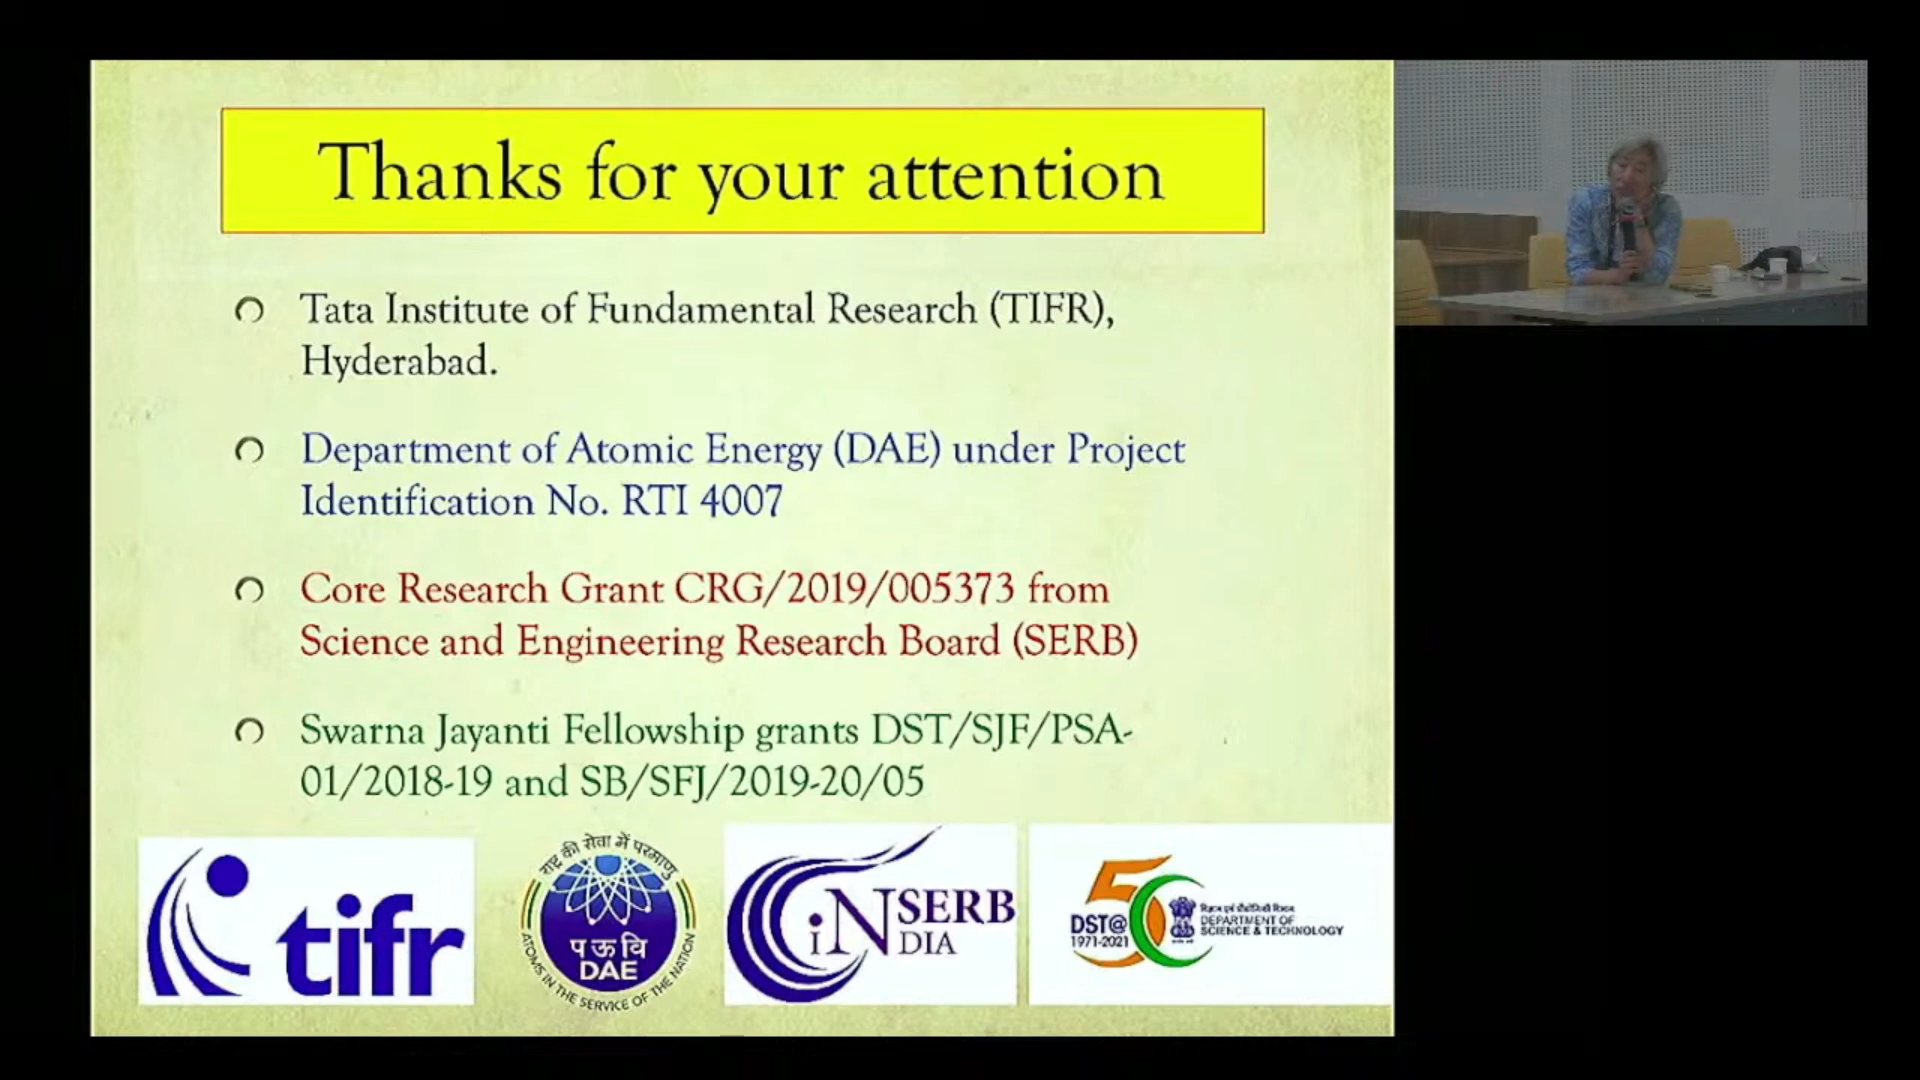 Thanks for your attention
Tata Institute of Fundamental Research (TIFR),
Hyderabad.
Department of Atomic Energy (DAE) under Project
Identification No. RTI 4007
Core Research Grant CRG/2019/005373 from
Science and Engineering Research Board (SERB)
Swarna Jayanti Fellowship grants DST/SJF/PSA-
01/2018-19 and SB/SFJ/2019-20/05
tifr
राष्ट्र की सेवा में परमाणु
प ऊ वि
DAE
ATOMS IN THE SERVICE OF THE NATION
iNSERB
DIA
50
DST@
1971-2021
DEPARTMENT OF
SCIENCE & TECHNOLOGY